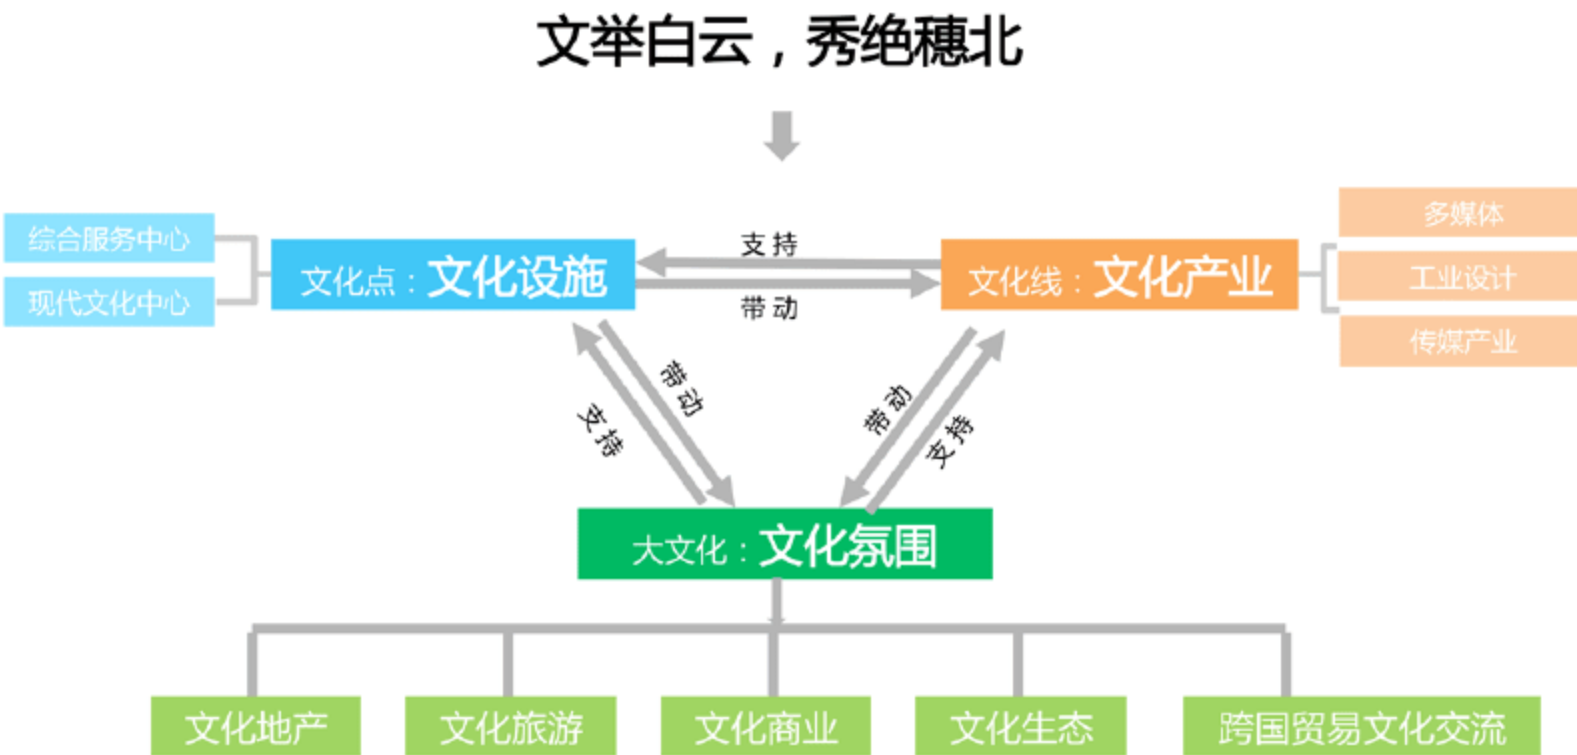 文举白云，秀绝穗北
综合服务中心
现代文化中心
文化点：文化设施
支持
带动
文化线：文化产业
多媒体
工业设计
传媒产业
带动
支持
带动
支持
大文化：文化氛围
文化地产
文化旅游
文化商业
文化生态
跨国贸易文化交流